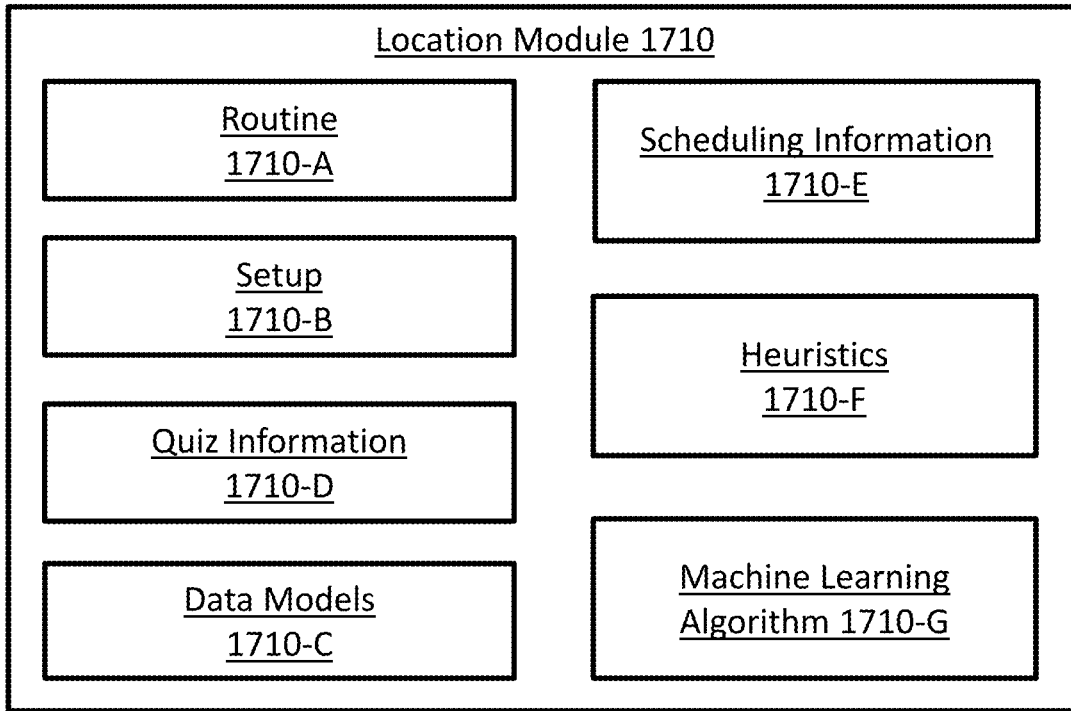 Location Module 1710
Routine
1710-A
Setup
1710-B
Quiz Information
1710-D
Data Models
1710-C
Scheduling Information
1710-E
Heuristics
1710-F
Machine Learning
Algorithm 1710-G